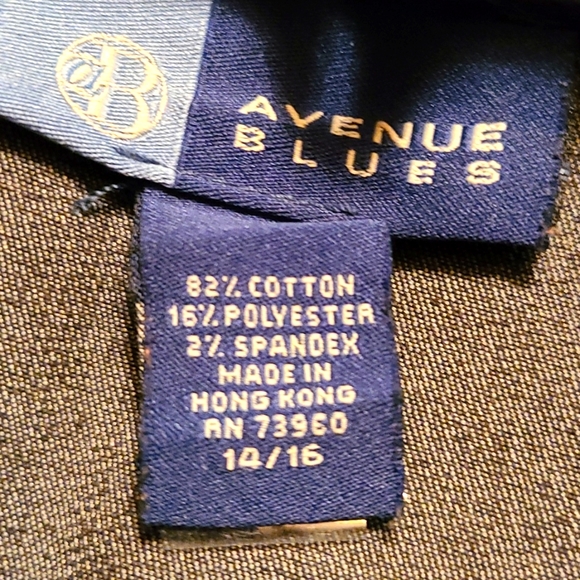 aB
AVENUE
BLUES
82% COTTON
16% POLYESTER
2% SPANDEX
MADE IN
HONG KONG
RN 73960
14/16